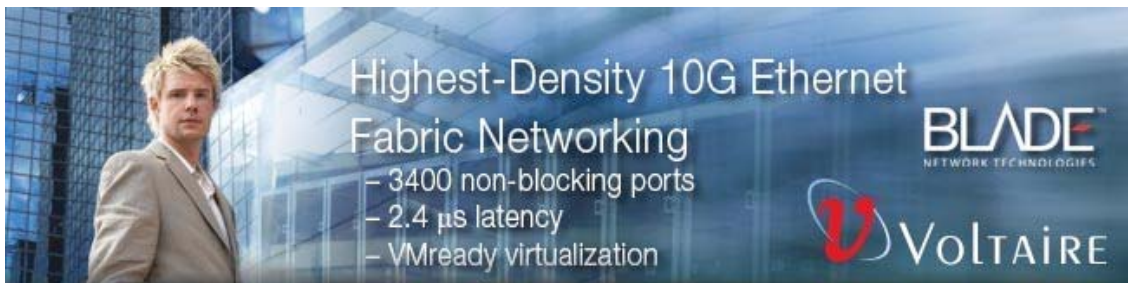 Highest-Density 10G Ethernet
Fabric Networking
– 3400 non-blocking ports
– 2.4 µs latency
– VMready virtualization
BLADE™
NETWORK TECHNOLOGIES
V
VOLTAIRE